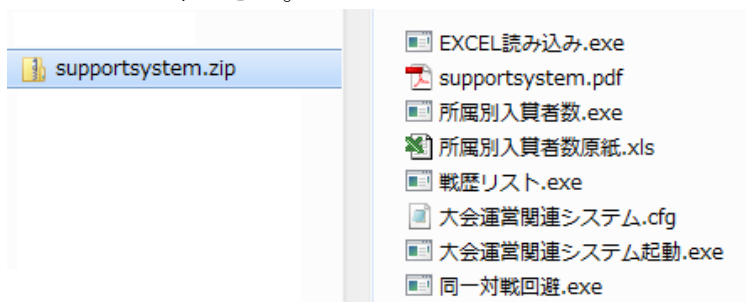 supportsystem.zip
EXCEL読み込み.exe
supportsystem.pdf
所属別入賞者数.exe
所属別入賞者数原紙.xls
戦歴リスト.exe
大会運営関連システム.cfg
大会運営関連システム起動.exe
同一対戦回避.exe